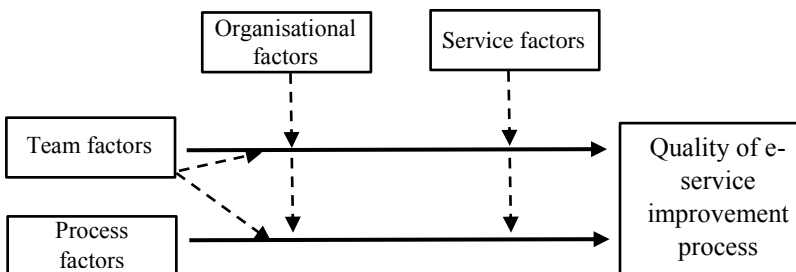 Organisational
factors
Service factors
Team factors
Quality of e-
service
improvement
process
Process
factors